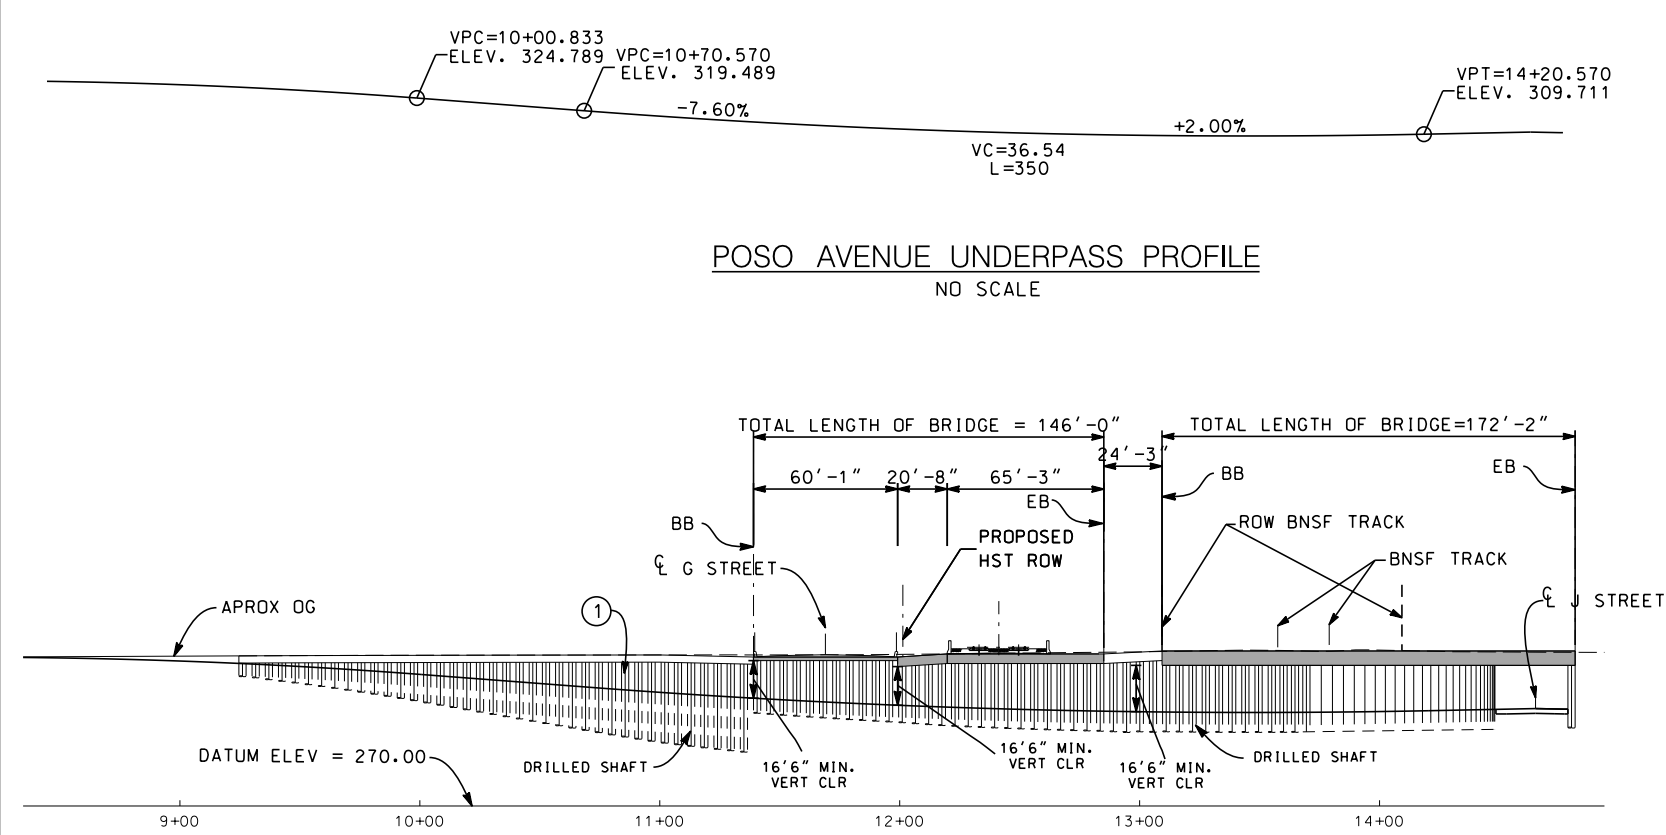 VPC=10+00.833
ELEV. 324.789
VPC=10+70.570
ELEV. 319.489
-7.60%
VC=36.54
L=350
+2.00%
VPT=14+20.570
ELEV. 309.711
POSO AVENUE UNDERPASS PROFILE
NO SCALE
TOTAL LENGTH OF BRIDGE = 146'-0"
TOTAL LENGTH OF BRIDGE=172'-2"
24'-3"
60'-1"
20'-8"
65'-3"
EB
BB
EB
BB
PROPOSED
HST ROW
ROW BNSF TRACK
BNSF TRACK
℄ G STREET
℄ J STREET
APROX OG
1
DATUM ELEV = 270.00
DRILLED SHAFT
16'6" MIN.
VERT CLR
16'6" MIN.
VERT CLR
16'6" MIN.
VERT CLR
DRILLED SHAFT
9+00
10+00
11+00
12+00
13+00
14+00